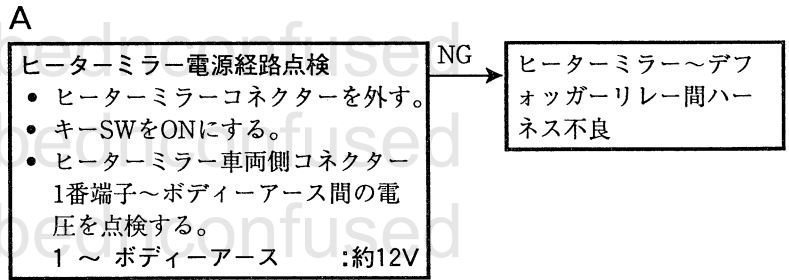 A
ヒーターミラー電源経路点検
• ヒーターミラーコネクターを外す。
• キーSWをONにする。
• ヒーターミラー車両側コネクター
1番端子～ボディーアース間の電
圧を点検する。
1 ～ ボディーアース :約12V
NG
ヒーターミラー～デフ
ォッガーリレー間ハー
ネス不良
bednconfused
bednconfused
bednconfused